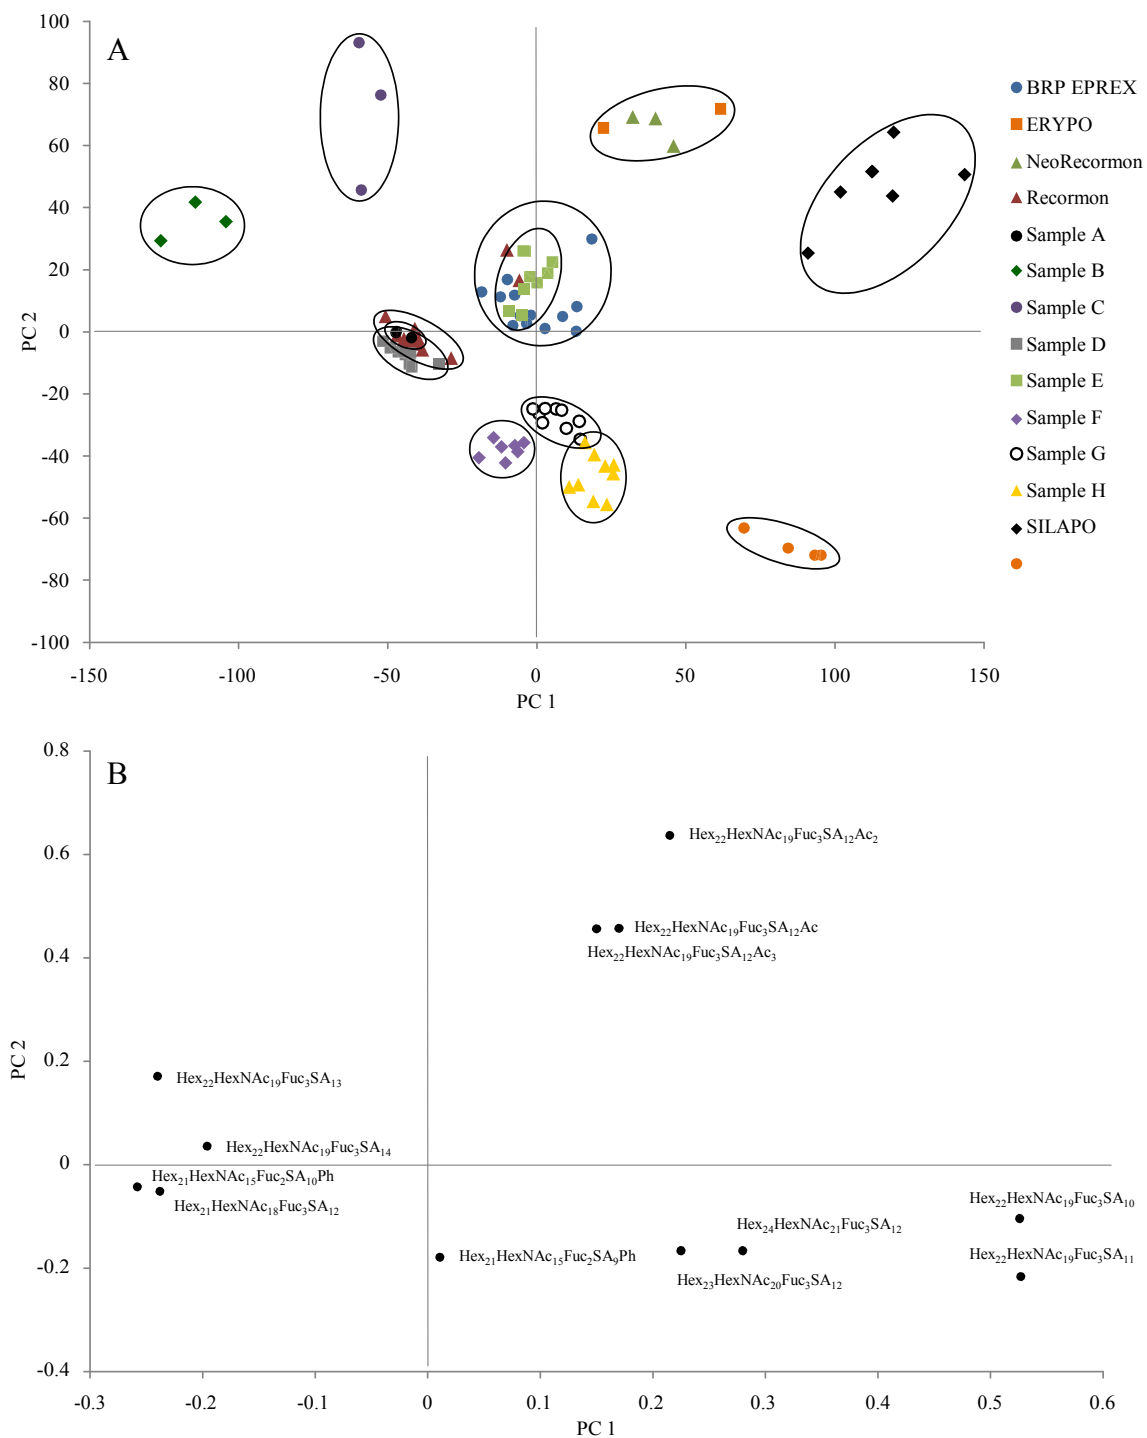 A
100
80
60
40
20
0
-20
-40
-60
-80
-100
PC 2
-150
-100
-50
0
50
100
150
PC 1
BRP EPREX
ERYPO
NeoRecormon
Recormon
Sample A
Sample B
Sample C
Sample D
Sample E
Sample F
Sample G
Sample H
SILAPO
B
0.8
0.6
0.4
0.2
0
-0.2
-0.4
PC 2
Hex₂₂HexNAc₁₉Fuc₃SA₁₂Ac₂
Hex₂₂HexNAc₁₉Fuc₃SA₁₂Ac
Hex₂₂HexNAc₁₉Fuc₃SA₁₂Ac₃
Hex₂₂HexNAc₁₉Fuc₃SA₁₃
Hex₂₂HexNAc₁₉Fuc₃SA₁₄
Hex₂₁HexNAc₁₅Fuc₂SA₁₀Ph
Hex₂₁HexNAc₁₈Fuc₃SA₁₂
Hex₂₂HexNAc₁₉Fuc₃SA₁₀
Hex₂₄HexNAc₂₁Fuc₃SA₁₂
Hex₂₁HexNAc₁₅Fuc₂SA₉Ph
Hex₂₂HexNAc₁₉Fuc₃SA₁₁
Hex₂₃HexNAc₂₀Fuc₃SA₁₂
-0.3
-0.2
-0.1
0
0.1
0.2
0.3
0.4
0.5
0.6
PC 1